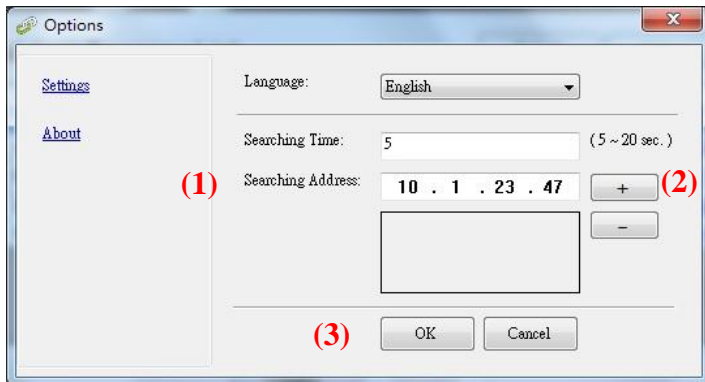 Options
x
Settings
About
Language:
English
Searching Time:
5
(5 ~ 20 sec.)
(1)
Searching Address:
10 . 1 . 23 . 47
+
(2)
-
(3)
OK
Cancel